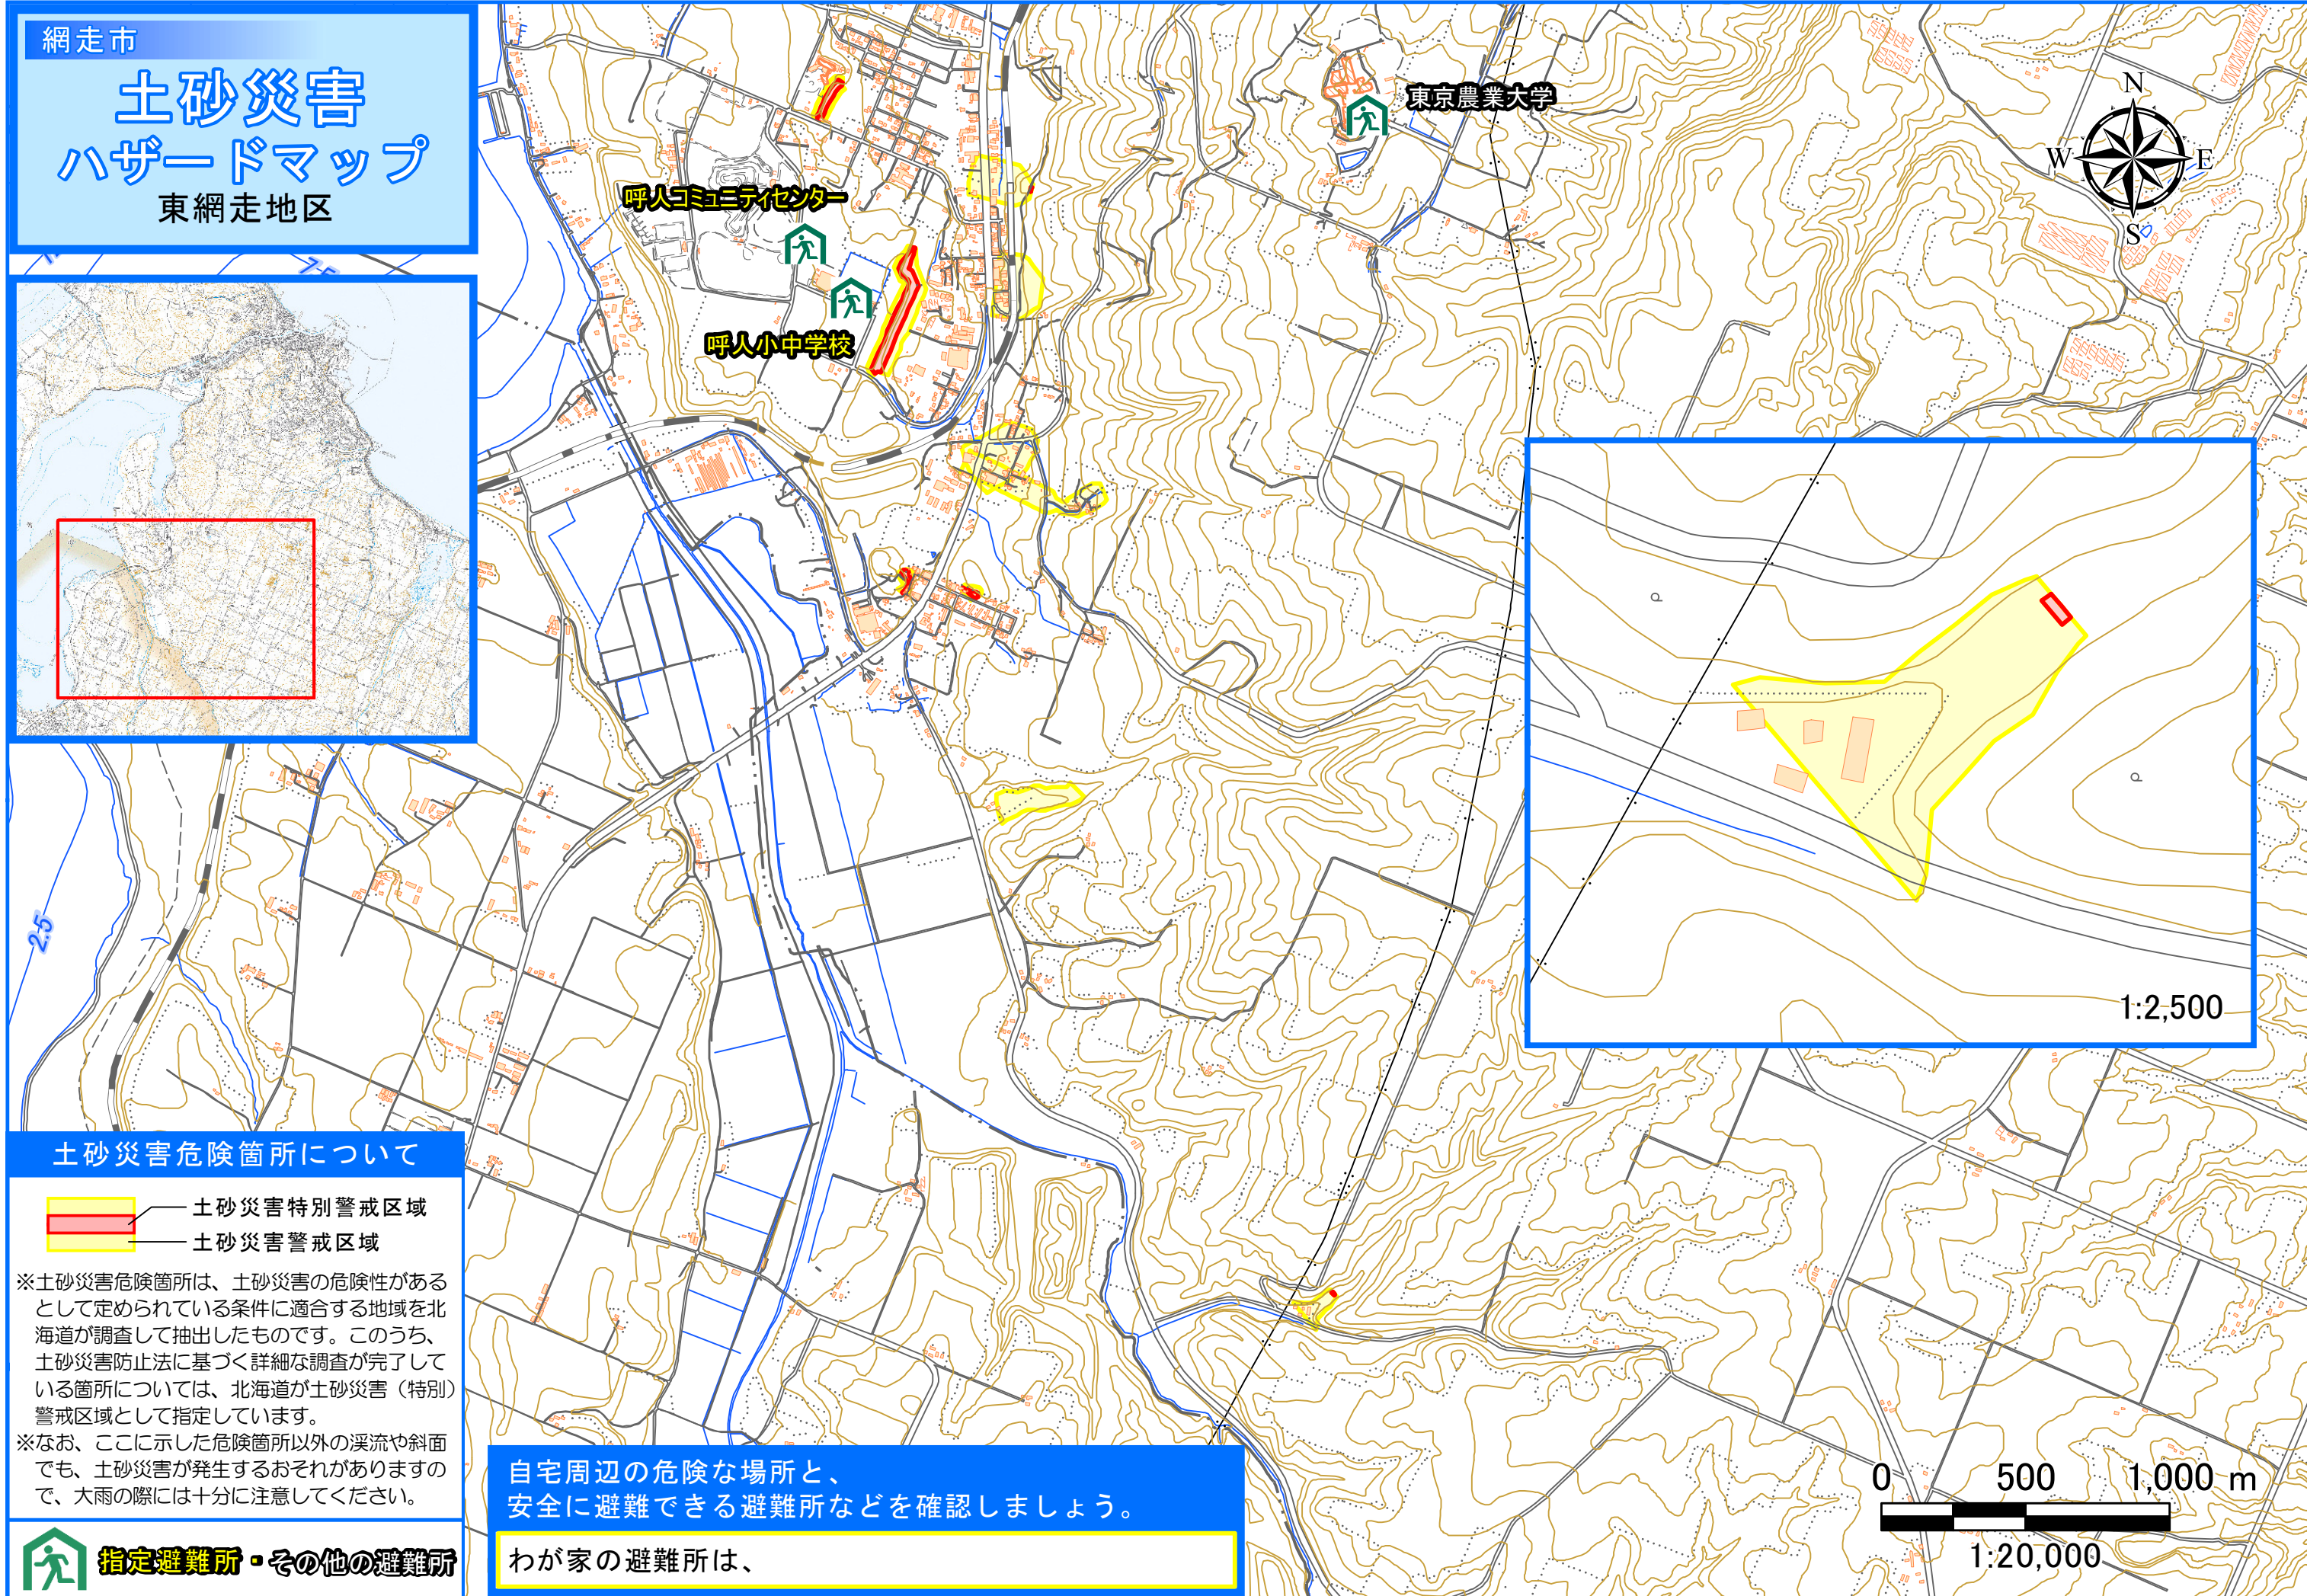 網走市
土砂災害
ハザードマップ
東網走地区
7.5
2.5
呼人コミュニティセンター
呼人小中学校
東京農業大学
N
W
E
S
1:2,500
土砂災害危険箇所について
土砂災害特別警戒区域
土砂災害警戒区域
※土砂災害危険箇所は、土砂災害の危険性がある
として定められている条件に適合する地域を北
海道が調査して抽出したものです。このうち、
土砂災害防止法に基づく詳細な調査が完了して
いる箇所については、北海道が土砂災害（特別）
警戒区域として指定しています。
※なお、ここに示した危険箇所以外の渓流や斜面
でも、土砂災害が発生するおそれがありますの
で、大雨の際には十分に注意してください。
指定避難所・その他の避難所
自宅周辺の危険な場所と、
安全に避難できる避難所などを確認しましょう。
わが家の避難所は、
0 500 1,000 m
1:20,000